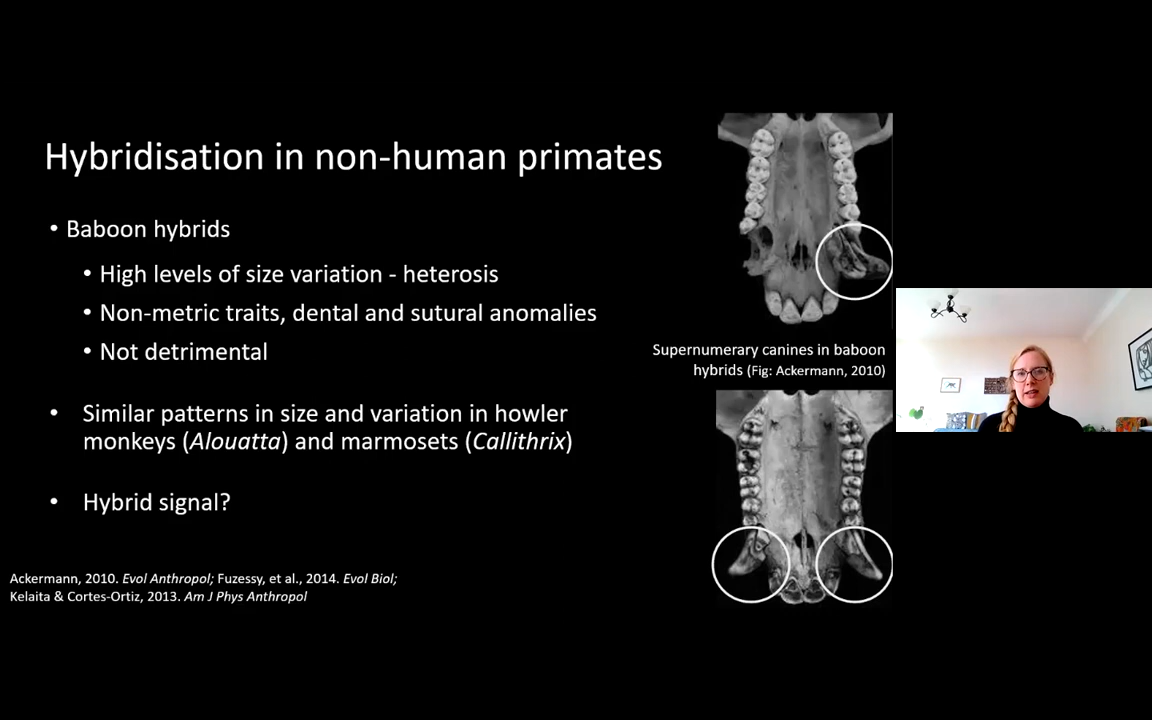 Hybridisation in non-human primates
• Baboon hybrids
• High levels of size variation - heterosis
• Non-metric traits, dental and sutural anomalies
• Not detrimental
• Similar patterns in size and variation in howler
monkeys (Alouatta) and marmosets (Callithrix)
• Hybrid signal?
Supernumerary canines in baboon
hybrids (Fig: Ackermann, 2010)
Ackermann, 2010. Evol Anthropol; Fuzessy, et al., 2014. Evol Biol;
Kelaita & Cortes-Ortiz, 2013. Am J Phys Anthropol